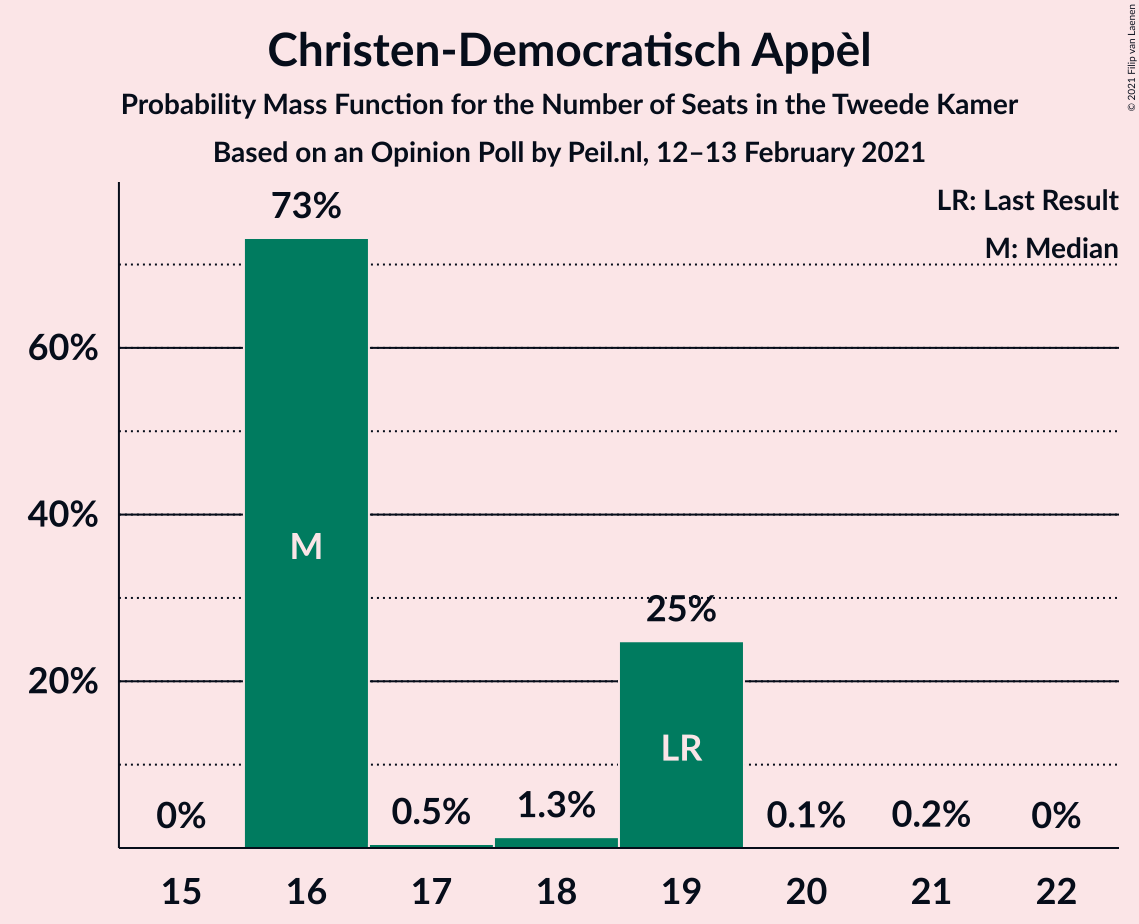 Christen-Democratisch Appèl
Probability Mass Function for the Number of Seats in the Tweede Kamer
Based on an Opinion Poll by Peil.nl, 12–13 February 2021
© 2021 Filip van Laenen
LR: Last Result
M: Median
73%
60%
40%
M
25%
20%
LR
0%
0.5%
1.3%
0.1%
0.2%
0%
15 16 17 18 19 20 21 22